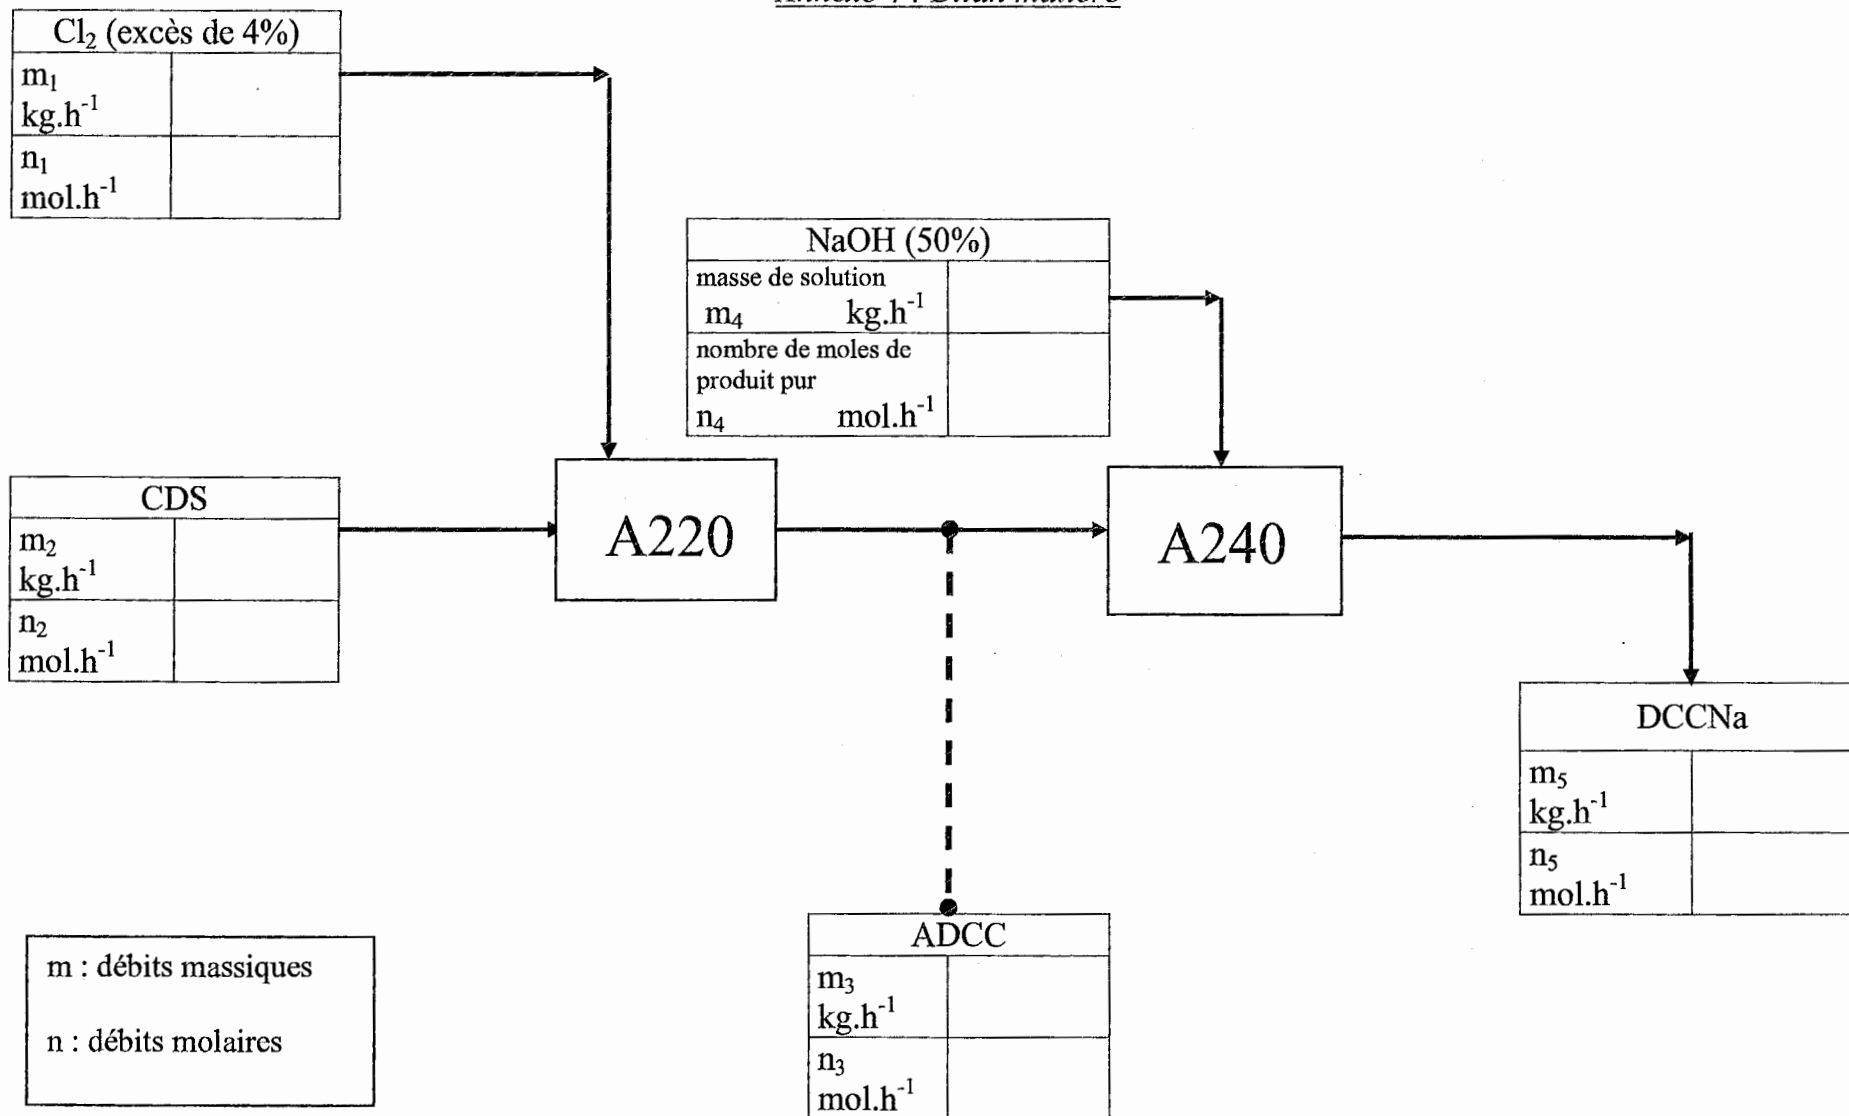 Cl₂ (excès de 4%)
m₁
kg.h⁻¹
n₁
mol.h⁻¹
NaOH (50%)
masse de solution
m₄ kg.h⁻¹
nombre de moles de
produit pur
n₄ mol.h⁻¹
CDS
m₂
kg.h⁻¹
n₂
mol.h⁻¹
A220
A240
DCCNa
m₅
kg.h⁻¹
n₅
mol.h⁻¹
ADCC
m₃
kg.h⁻¹
n₃
mol.h⁻¹
m : débits massiques
n : débits molaires